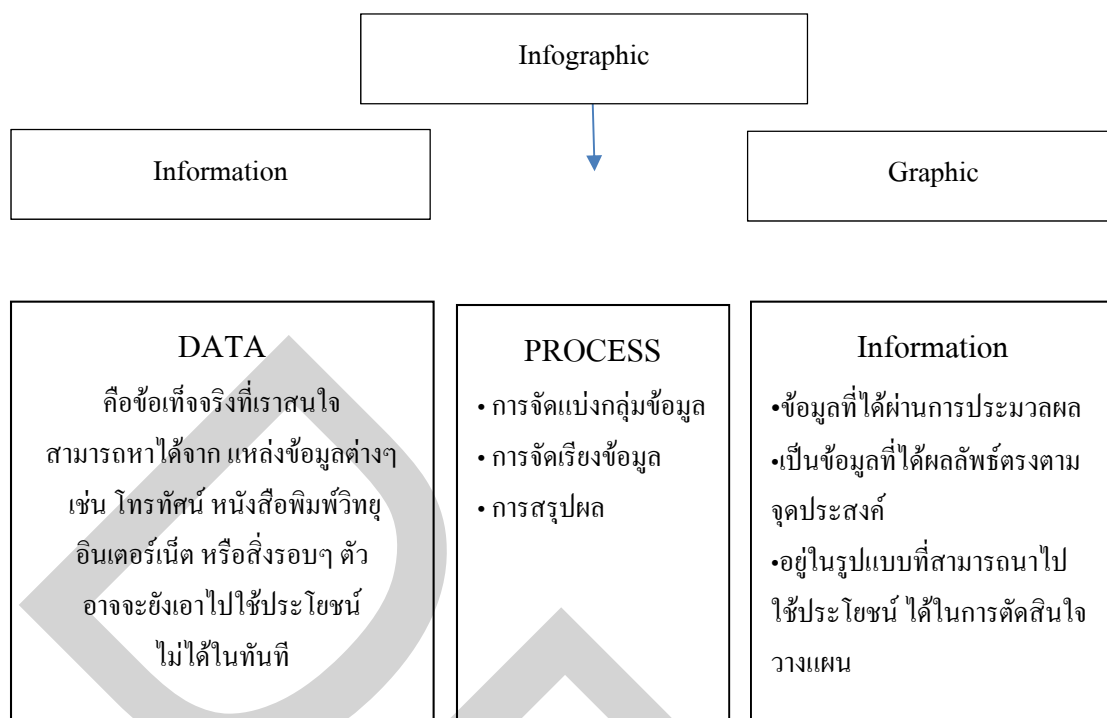 Infographic
Information
Graphic
DATA
คือข้อเท็จจริงที่เราสนใจ
สามารถหาได้จาก แหล่งข้อมูลต่างๆ
เช่น โทรทัศน์ หนังสือพิมพ์วิทยุ
อินเตอร์เน็ต หรือสิ่งรอบๆ ตัว
อาจจะยังเอาไปใช้ประโยชน์
ไม่ได้ในทันที
PROCESS
• การจัดแบ่งกลุ่มข้อมูล
• การจัดเรียงข้อมูล
• การสรุปผล
Information
•ข้อมูลที่ได้ผ่านการประมวลผล
•เป็นข้อมูลที่ได้ผลลัพธ์ตรงตาม
จุดประสงค์
•อยู่ในรูปแบบที่สามารถนาไป
ใช้ประโยชน์ ได้ในการตัดสินใจ
วางแผน